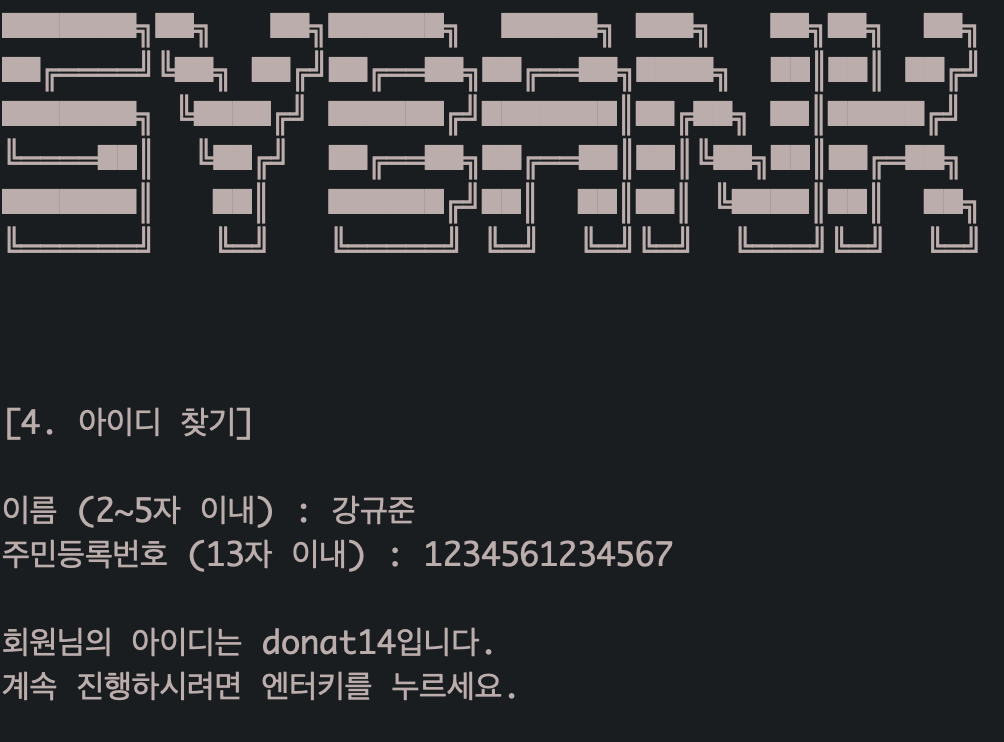 SYBANK
[4. 아이디 찾기]
이름 (2~5자 이내) : 강규준
주민등록번호 (13자 이내) : 1234561234567
회원님의 아이디는 donat14입니다.
계속 진행하시려면 엔터키를 누르세요.